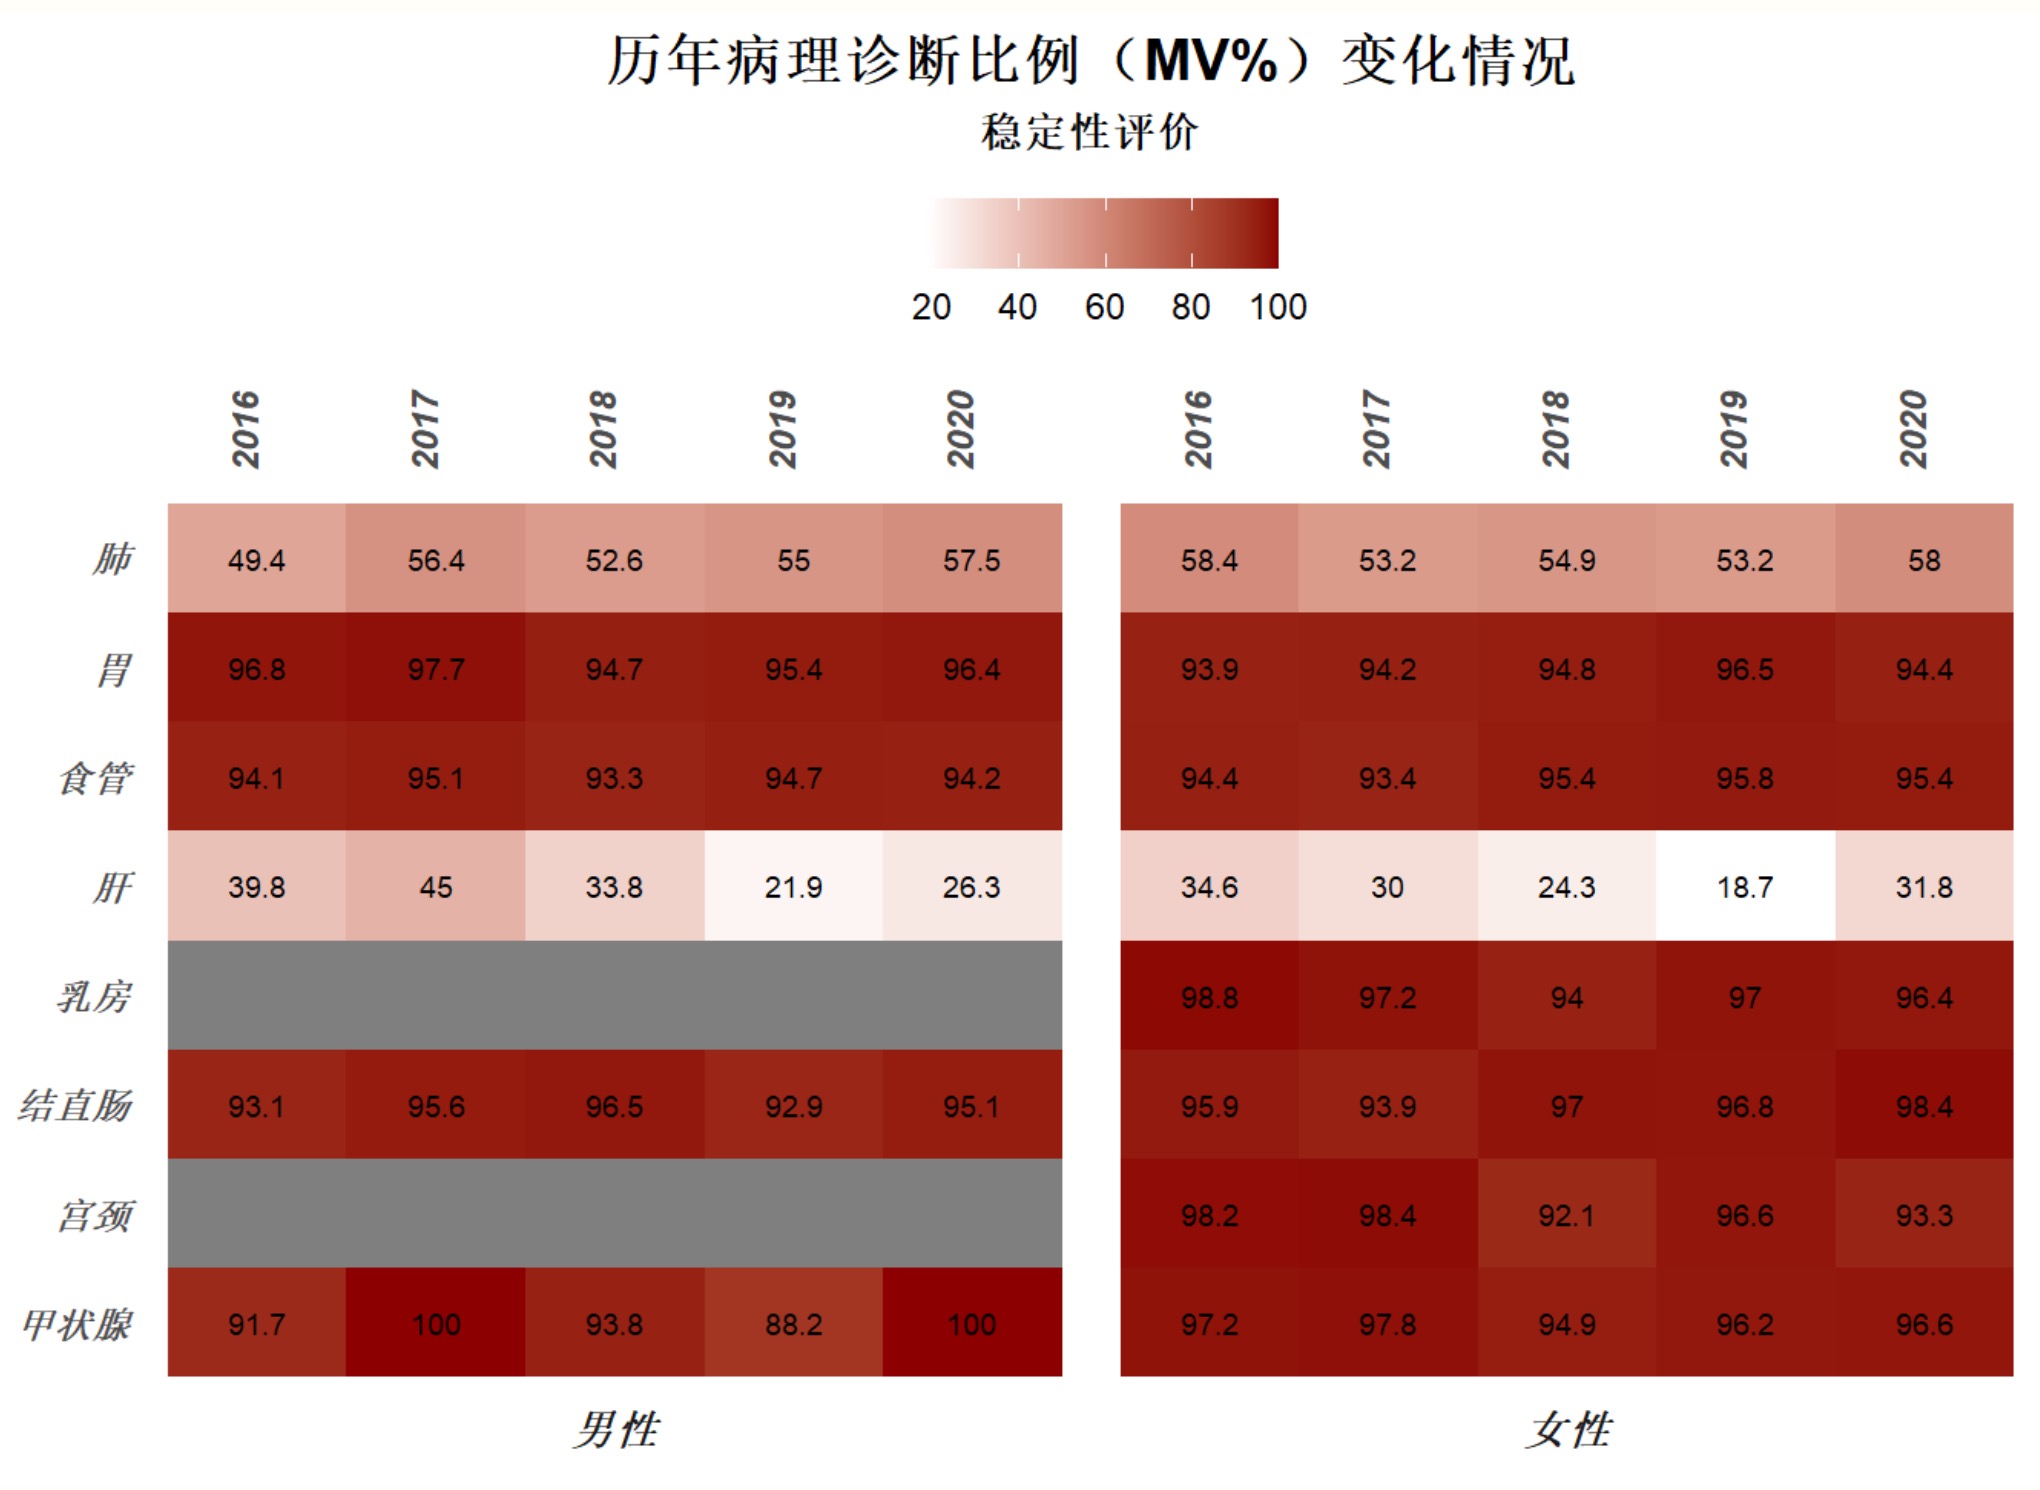 历年病理诊断比例（MV%）变化情况
稳定性评价
20 40 60 80 100
2016 2017 2018 2019 2020 2016 2017 2018 2019 2020
肺 49.4 56.4 52.6 55 57.5 58.4 53.2 54.9 53.2 58
胃 96.8 97.7 94.7 95.4 96.4 93.9 94.2 94.8 96.5 94.4
食管 94.1 95.1 93.3 94.7 94.2 94.4 93.4 95.4 95.8 95.4
肝 39.8 45 33.8 21.9 26.3 34.6 30 24.3 18.7 31.8
乳房 98.8 97.2 94 97 96.4
结直肠 93.1 95.6 96.5 92.9 95.1 95.9 93.9 97 96.8 98.4
宫颈 98.2 98.4 92.1 96.6 93.3
甲状腺 91.7 100 93.8 88.2 100 97.2 97.8 94.9 96.2 96.6
男性 女性